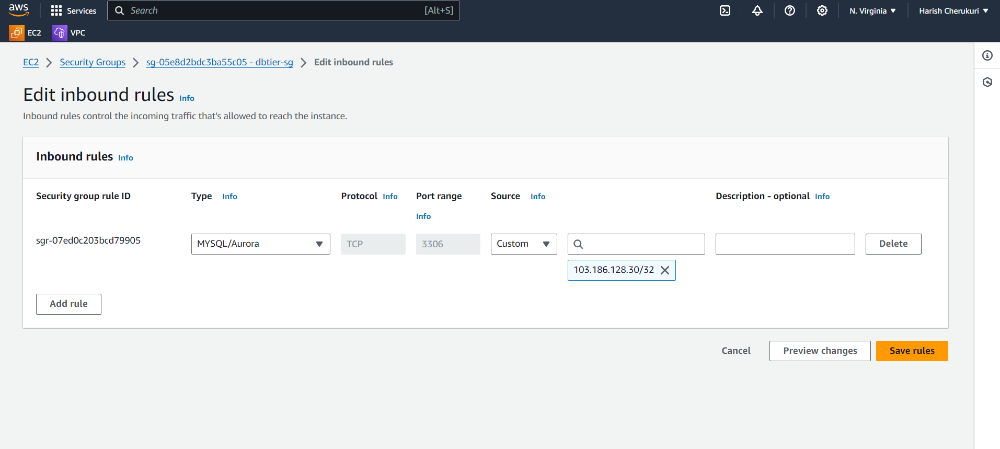 aws
Services
Search [Alt+S]
N. Virginia
Harish Cherukuri
EC2
VPC
EC2 Security Groups sg-05e8d2bdc3ba55c05 - dbtier-sg Edit inbound rules
Edit inbound rules Info
Inbound rules control the incoming traffic that's allowed to reach the instance.
Inbound rules Info
Security group rule ID Type Info Protocol Info Port range Source Info Description - optional Info
Info
sgr-07ed0c203bcd79905 MYSQL/Aurora TCP 3306 Custom Delete
103.186.128.30/32
Add rule
Cancel Preview changes Save rules